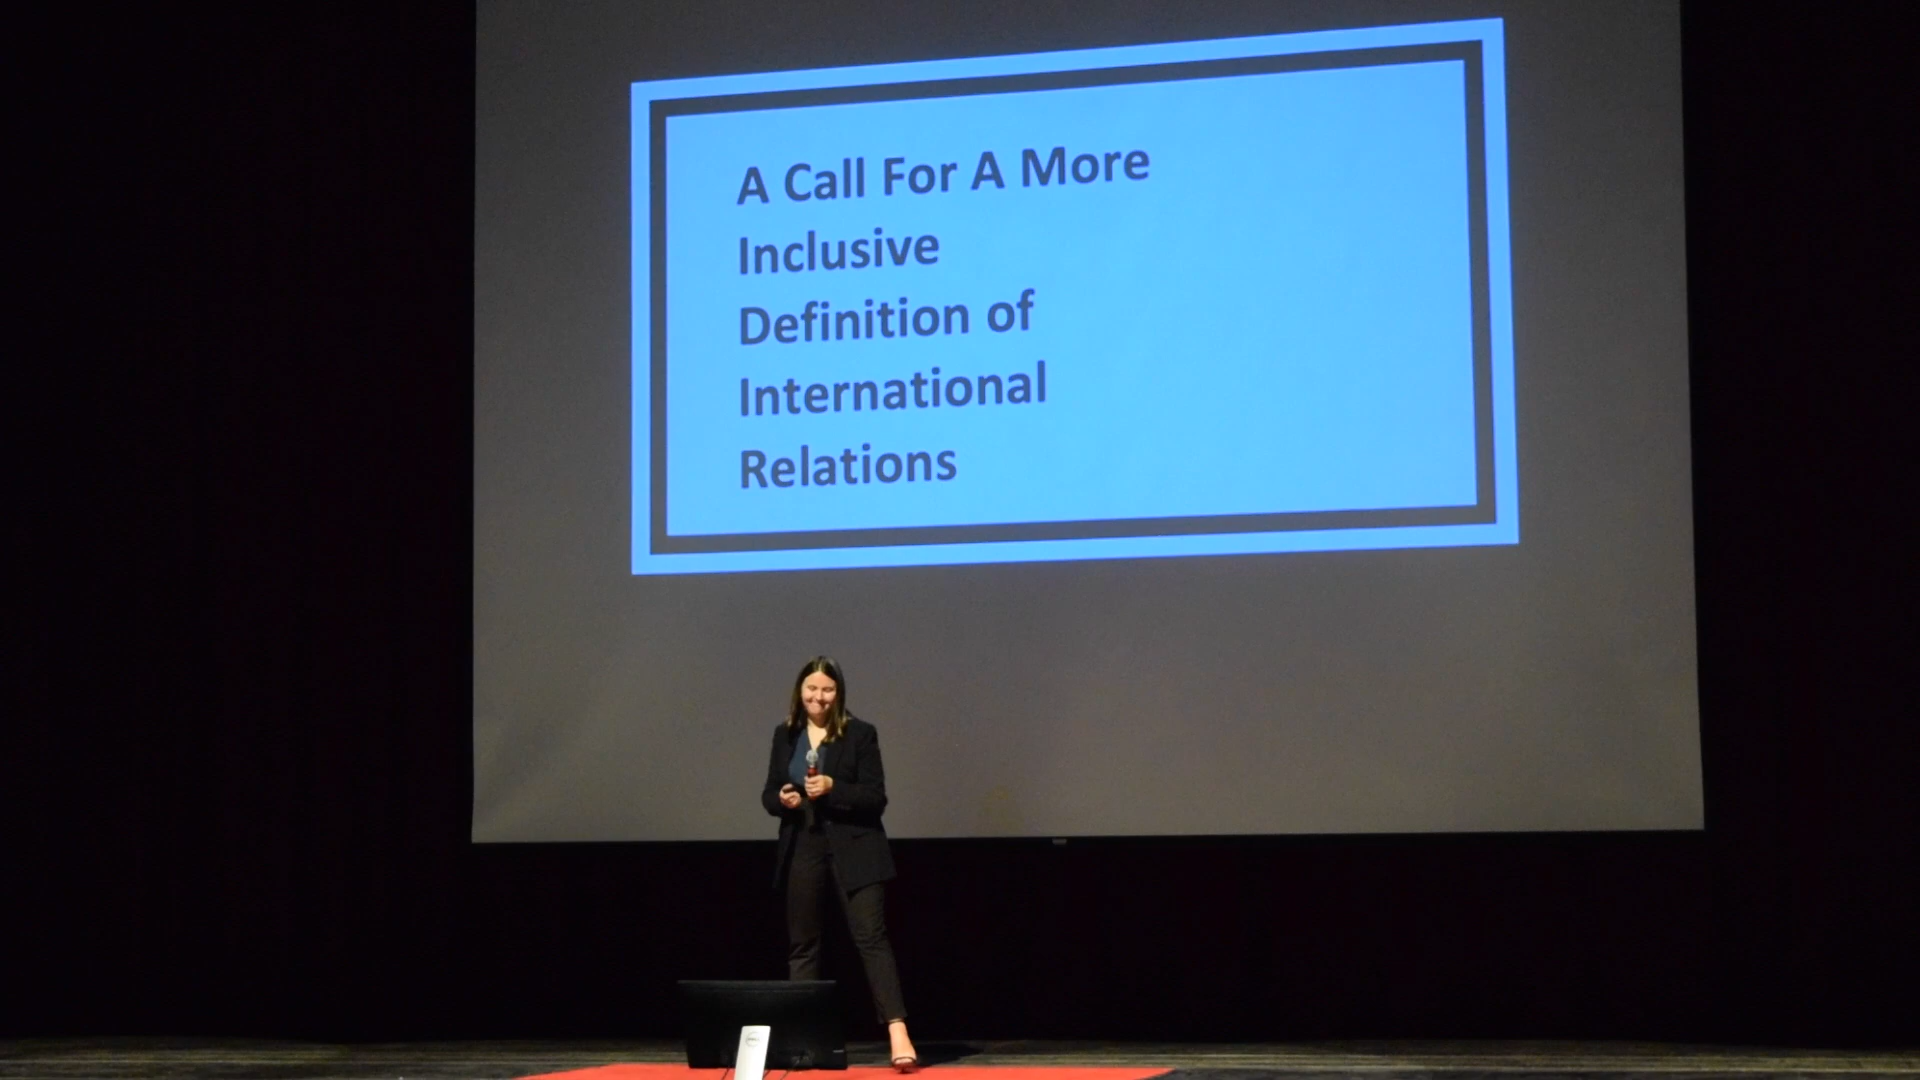 A Call For A More
Inclusive
Definition of
International
Relations